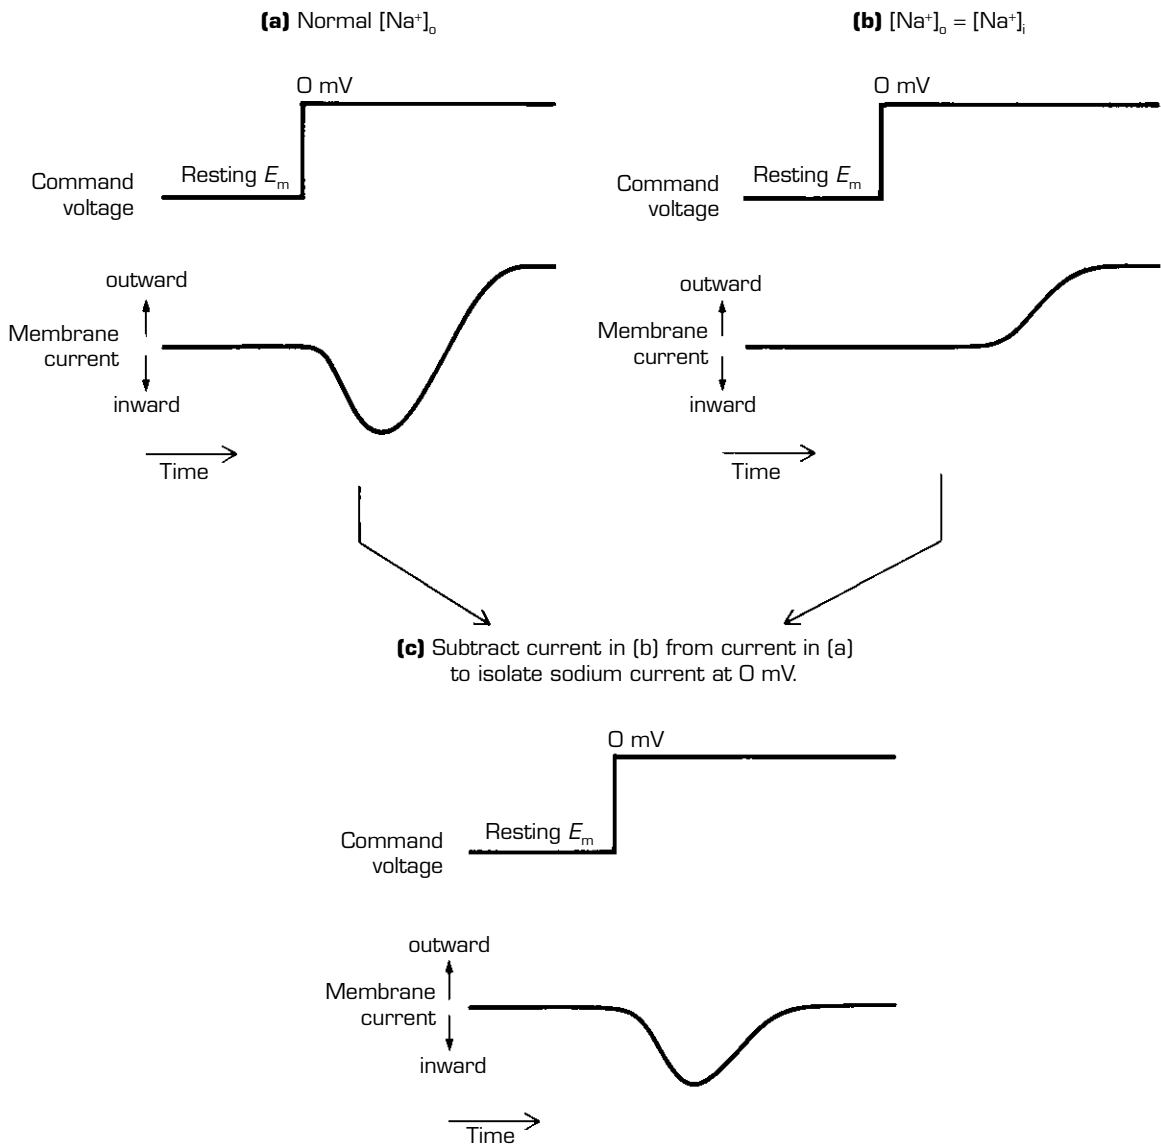 (a) Normal [Na⁺]ₒ
0 mV
Resting Eₘ
Command
voltage
outward
Membrane
current
inward
Time
(b) [Na⁺]ₒ = [Na⁺]ᵢ
0 mV
Resting Eₘ
Command
voltage
outward
Membrane
current
inward
Time
(c) Subtract current in (b) from current in (a)
to isolate sodium current at 0 mV.
0 mV
Resting Eₘ
Command
voltage
outward
Membrane
current
inward
Time